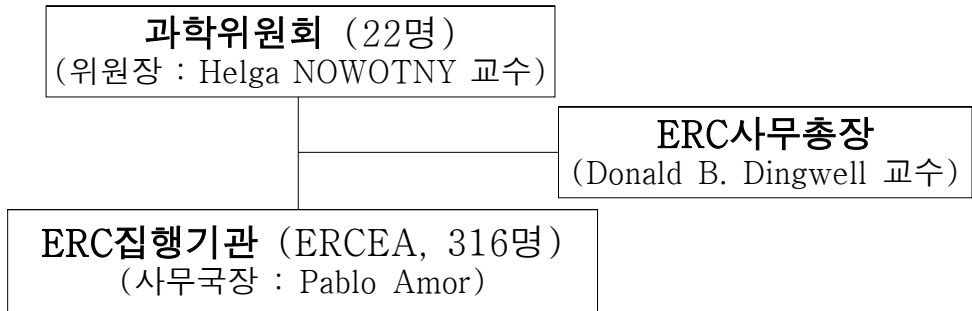 과학위원회 (22명)
(위원장 : Helga NOWOTNY 교수)
ERC사무총장
(Donald B. Dingwell 교수)
ERC집행기관 (ERCEA, 316명)
(사무국장 : Pablo Amor)